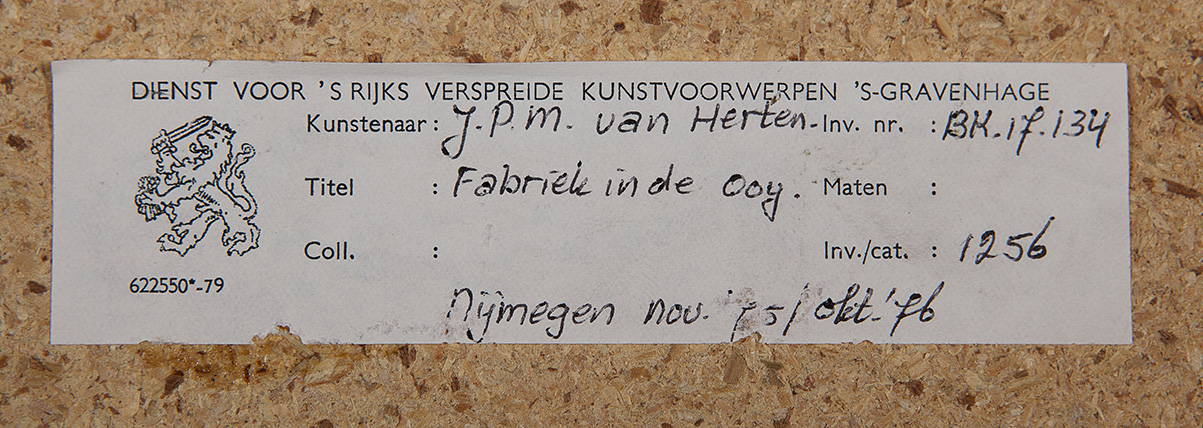 DIENST VOOR 'S RIJKS VERSPREIDE KUNSTVOORWERPEN 'S-GRAVENHAGE
Kunstenaar: J.P.M. van Herten. Inv. nr. : BK.17.134
Titel : Fabriek in de Ooy. Maten :
Coll. : Inv./cat. : 1256
622550*-79
Nijmegen nov. '75/okt.'76